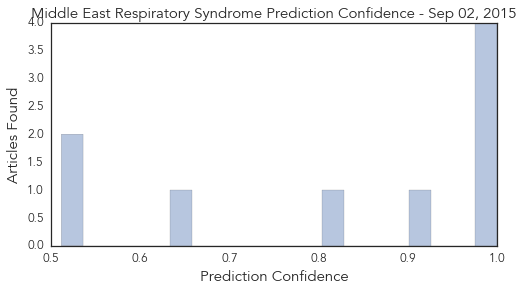 Middle East Respiratory Syndrome Prediction Confidence - Sep 02, 2015
4.0
3.5
3.0
2.5
2.0
1.5
1.0
0.5
0.0
Articles Found
0.5 0.6 0.7 0.8 0.9 1.0
Prediction Confidence